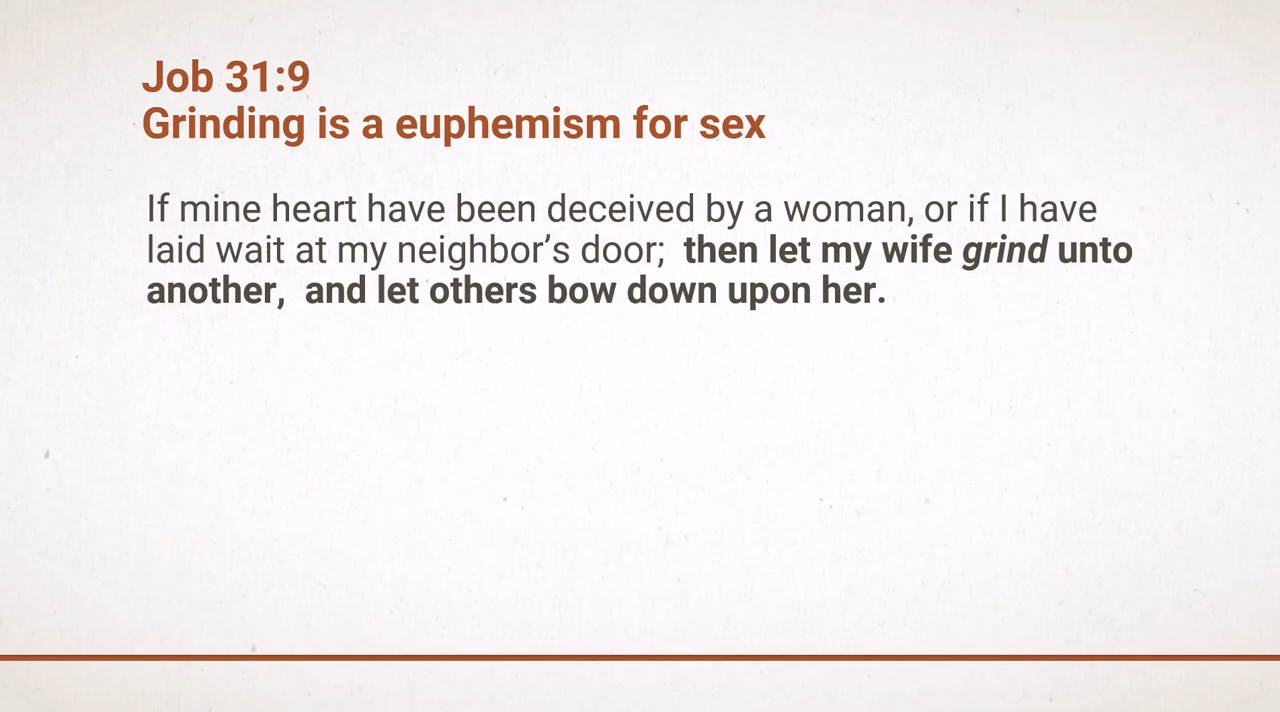 Job 31:9
Grinding is a euphemism for sex
If mine heart have been deceived by a woman, or if I have
laid wait at my neighbor’s door;  then let my wife grind unto
another,  and let others bow down upon her.